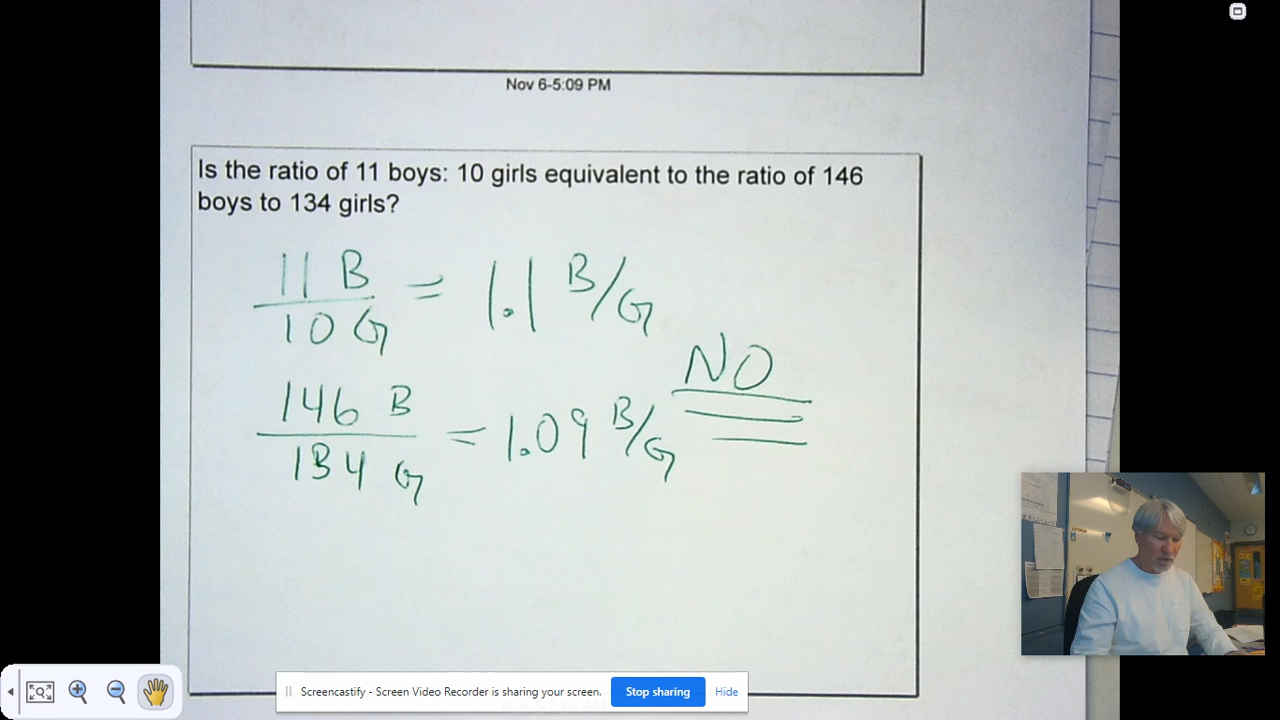 Nov 6-5:09 PM
Is the ratio of 11 boys: 10 girls equivalent to the ratio of 146
boys to 134 girls?
11 B
10 G
= 1.1 B/G
NO
146 B
134 G
= 1.09 B/G
Screencastify - Screen Video Recorder is sharing your screen.
Stop sharing
Hide